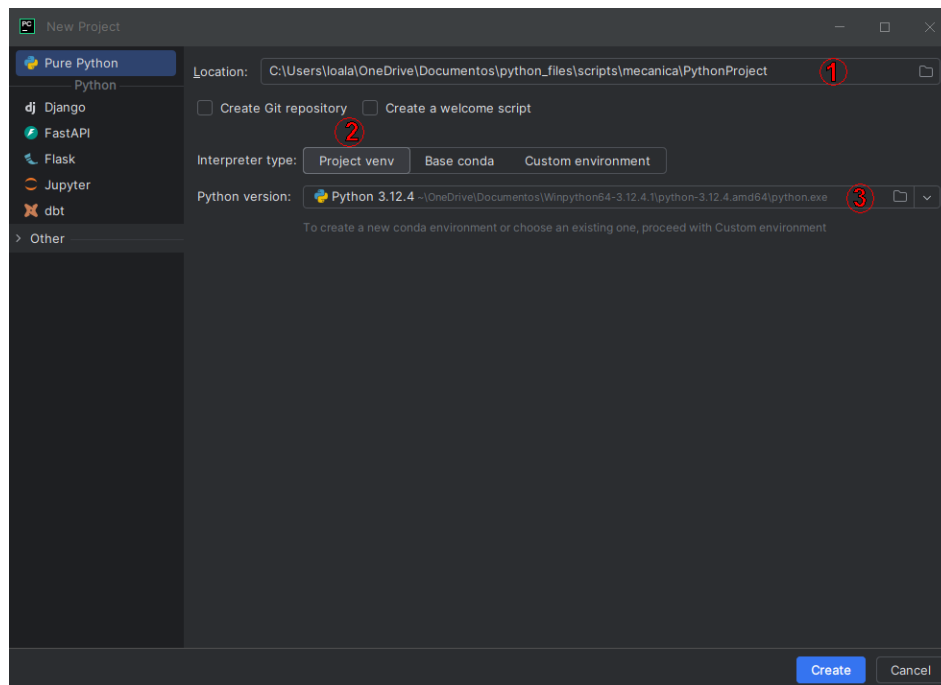 PC New Project
Pure Python
Python
dj Django
FastAPI
Flask
Jupyter
dbt
Other
Location: C:\Users\loala\OneDrive\Documentos\python_files\scripts\mecanica\PythonProject 1
Create Git repository Create a welcome script
2
Interpreter type: Project venv Base conda Custom environment
Python version: Python 3.12.4 ~\OneDrive\Documentos\Winpython64-3.12.4.1\python-3.12.4.amd64\python.exe 3
To create a new conda environment or choose an existing one, proceed with Custom environment
Create Cancel